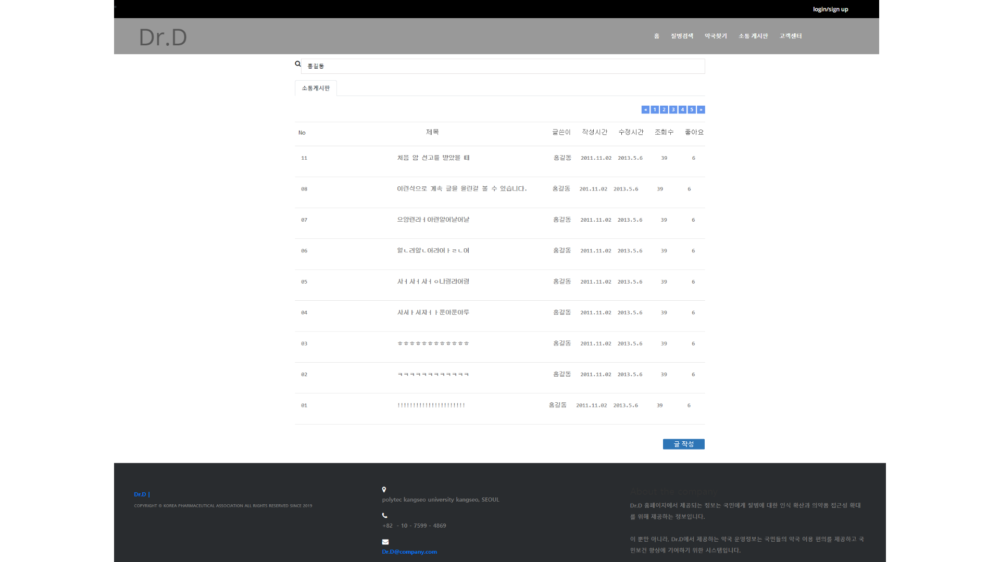 login/sign up
Dr.D
홈 질병검색 약국찾기 소통 게시판 고객센터
홍길동
소통게시판
« 1 2 3 4 5 »
No 제목 글쓴이 작성시간 수정시간 조회수 좋아요
11 처음 암 선고를 받았을 때 홍길동 2011.11.02 2013.5.6 39 6
08 이런식으로 계속 글을 올린걸 볼 수 있습니다. 홍길동 201.11.02 2013.5.6 39 6
07 으앙런라ㅓ아런알어날어날 홍길동 2011.11.02 2013.5.6 39 6
06 얼ㄴ러알ㄴ어라어ㅏㄹㄴ어 홍길동 2011.11.02 2013.5.6 39 6
05 사ㅓ사ㅓ사ㅓㅇ나령라어령 홍길동 2011.11.02 2013.5.6 39 6
04 사서ㅏ서자ㅓㅏ룬아룬아루 홍길동 2011.11.02 2013.5.6 39 6
03 ㅎㅎㅎㅎㅎㅎㅎㅎㅎㅎㅎㅎ 홍길동 2011.11.02 2013.5.6 39 6
02 ㅋㅋㅋㅋㅋㅋㅋㅋㅋㅋㅋㅋ 홍길동 2011.11.02 2013.5.6 39 6
01 !!!!!!!!!!!!!!!!!!!!!! 홍길동 2011.11.02 2013.5.6 39 6
글 작성
Dr.D |
COPYRIGHT © KOREA PHARMACEUTICAL ASSOCIATION ALL RIGHTS RESERVED SINCE 2019
polytec kangseo university kangseo, SEOUL
+82 - 10 - 7599 - 4869
Dr.D@company.com
About the company
Dr.D 홈페이지에서 제공되는 정보는 국민에게 질병에 대한 인식 확산과 의약품 접근성 확대
를 위해 제공하는 정보입니다.
이 뿐만 아니라, Dr.D에서 제공하는 약국 운영정보는 국민들의 약국 이용 편의를 제공하고 국
민보건 향상에 기여하기 위한 시스템입니다.